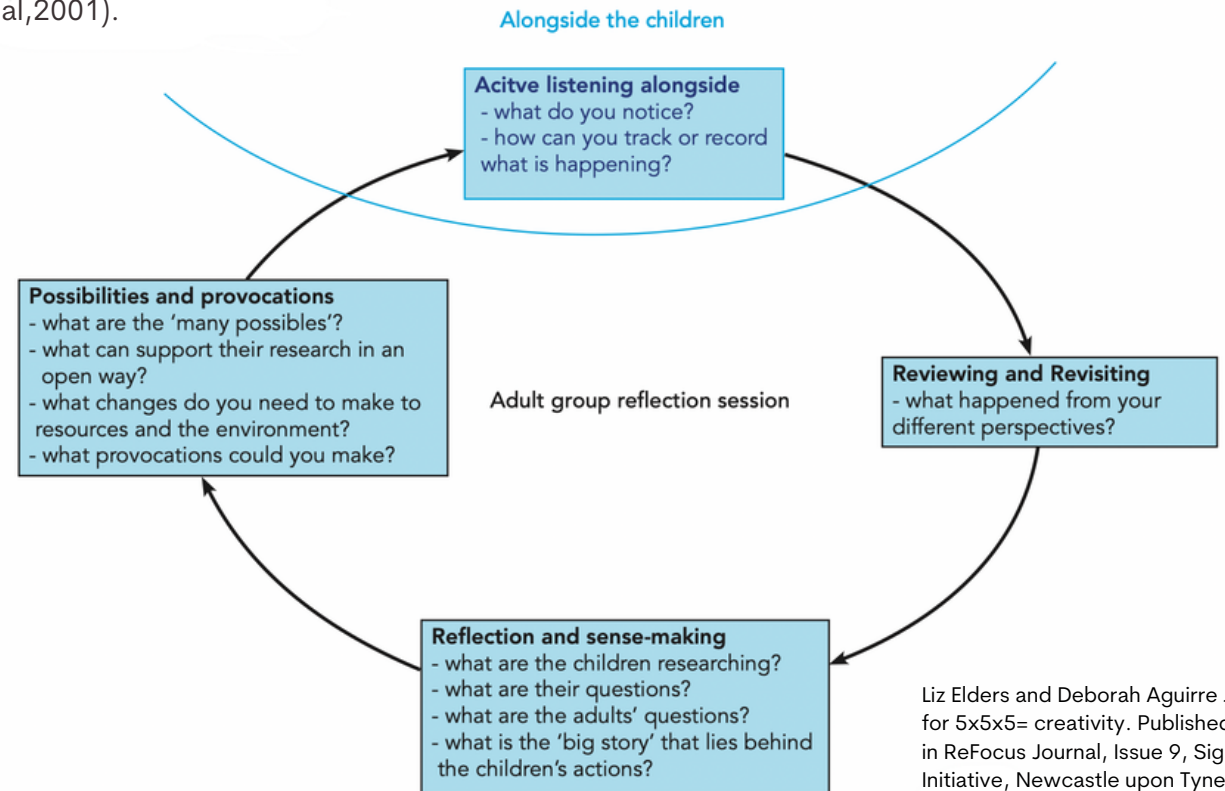 al,2001).
Alongside the children
Acitve listening alongside
- what do you notice?
- how can you track or record
what is happening?
Possibilities and provocations
- what are the ‘many possibles’?
- what can support their research in an
open way?
- what changes do you need to make to
resources and the environment?
- what provocations could you make?
Adult group reflection session
Reviewing and Revisiting
- what happened from your
different perspectives?
Reflection and sense-making
- what are the children researching?
- what are their questions?
- what are the adults’ questions?
- what is the ‘big story’ that lies behind
the children’s actions?
Liz Elders and Deborah Aguirre
for 5x5x5= creativity. Published
in ReFocus Journal, Issue 9, Sig
Initiative, Newcastle upon Tyne